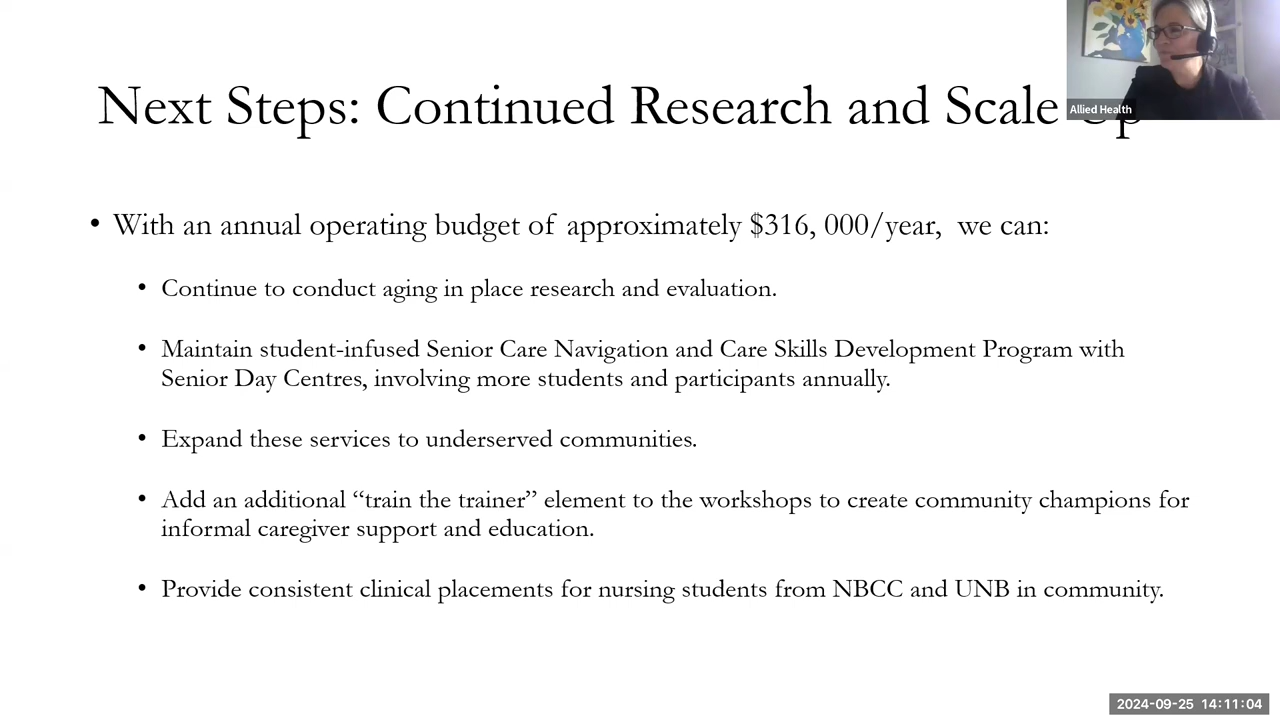 Next Steps: Continued Research and Scale Up
• With an annual operating budget of approximately $316, 000/year, we can:
• Continue to conduct aging in place research and evaluation.
• Maintain student-infused Senior Care Navigation and Care Skills Development Program with
Senior Day Centres, involving more students and participants annually.
• Expand these services to underserved communities.
• Add an additional “train the trainer” element to the workshops to create community champions for
informal caregiver support and education.
• Provide consistent clinical placements for nursing students from NBCC and UNB in community.
Allied Health
2024-09-25 14:11:04